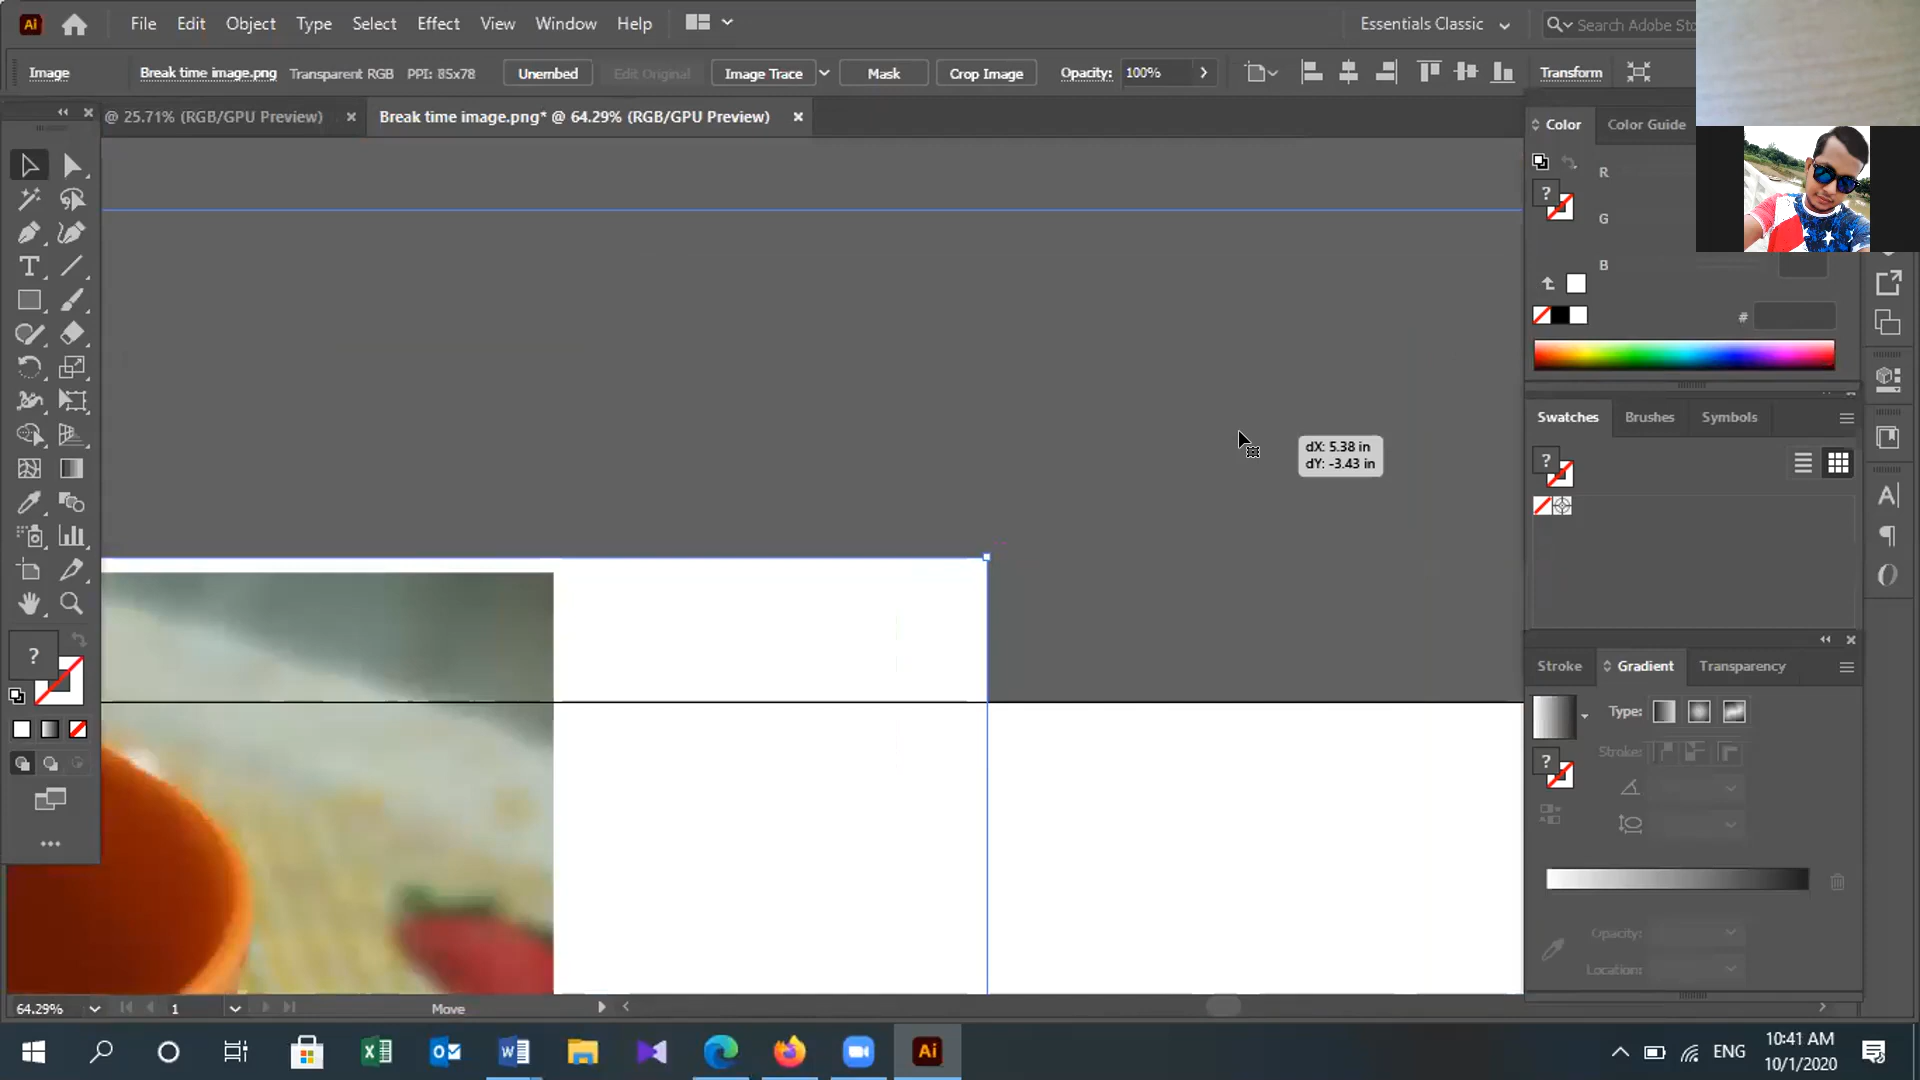 Ai File Edit Object Type Select Effect View Window Help Essentials Classic Search Adobe Sto
Image Break time image.png Transparent RGB PPI: 85x78 Unembed Edit Original Image Trace Mask Crop Image Opacity: 100% Transform
@ 25.71% (RGB/GPU Preview) × Break time image.png* @ 64.29% (RGB/GPU Preview) ×
Color Color Guide
R
G
B
#
dX: 5.38 in
dY: -3.43 in
Swatches Brushes Symbols
Stroke Gradient Transparency
Type:
Stroke:
Opacity:
Location:
64.29% 1 Move
Ai ENG 10:41 AM
10/1/2020